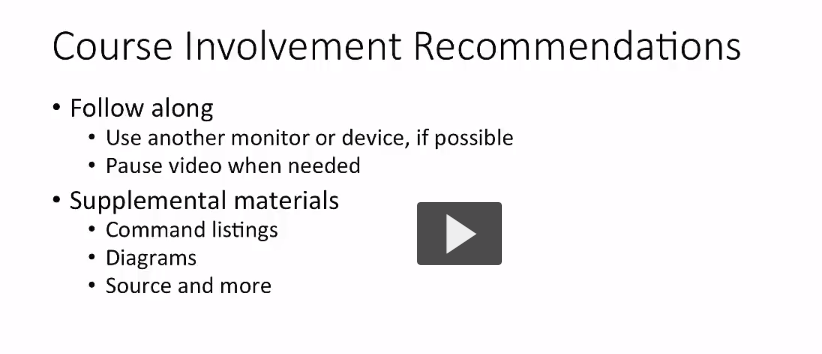 Course Involvement Recommendations
• Follow along
• Use another monitor or device, if possible
• Pause video when needed
• Supplemental materials
• Command listings
• Diagrams
• Source and more